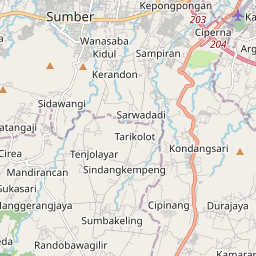 Kepongpongan
Sumber
203
Ciperna
Wanasaba
Kidul
Sampiran
204
Kerandon
Sidawangi
Sarwadadi
Tarikolot
Cirea
Tenjolayar
Kondangsari
Mandirancan
Sindangkempeng
Sukasari
Cipinang
Durajaya
Sumbakeling
Randobawagilir